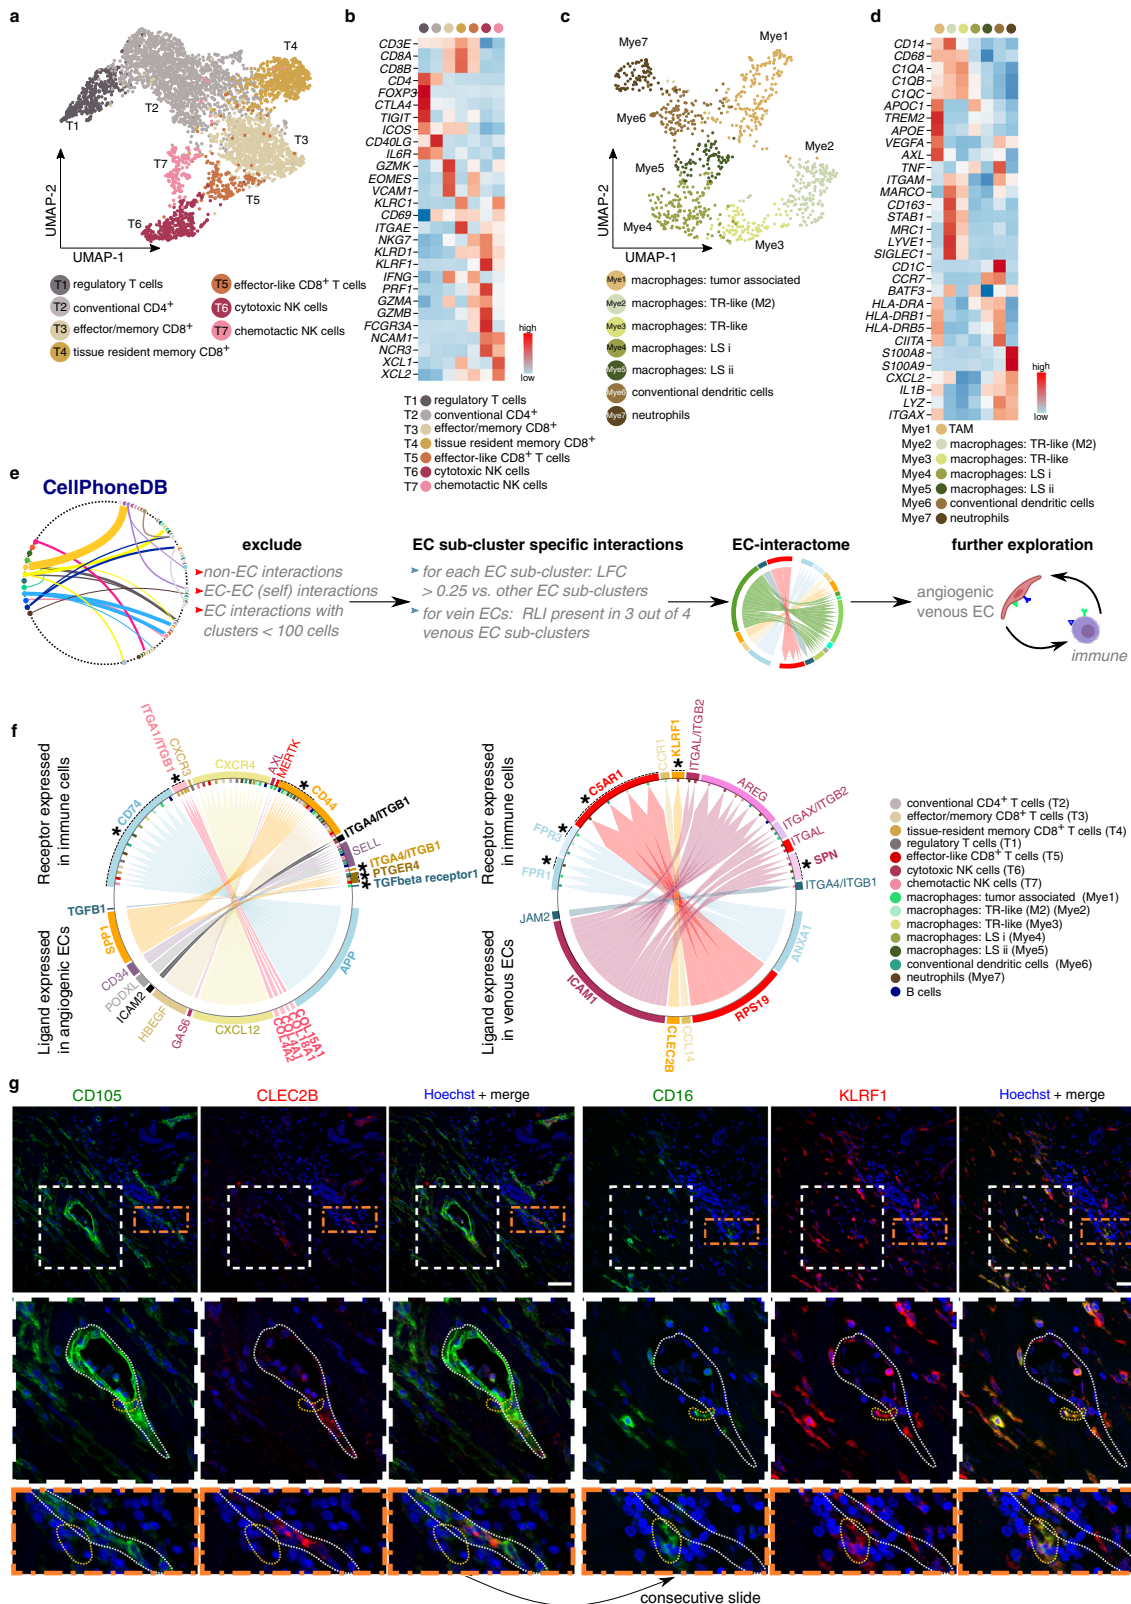 a
T4
T2
T1
T3
T7
T5
T6
UMAP-2
UMAP-1
T1 regulatory T cells
T2 conventional CD4+
T3 effector/memory CD8+
T4 tissue resident memory CD8+
T5 effector-like CD8+ T cells
T6 cytotoxic NK cells
T7 chemotactic NK cells
b
CD3E
CD8A
CD8B
CD4
FOXP3
CTLA4
TIGIT
ICOS
CD40LG
IL6R
GZMK
EOMES
VCAM1
KLRC1
CD69
ITGAE
NKG7
KLRD1
KLRF1
IFNG
PRF1
GZMA
GZMB
FCGR3A
NCAM1
NCR3
XCL1
XCL2
high
low
T1 regulatory T cells
T2 conventional CD4+
T3 effector/memory CD8+
T4 tissue resident memory CD8+
T5 effector-like CD8+ T cells
T6 cytotoxic NK cells
T7 chemotactic NK cells
c
Mye7
Mye1
Mye6
Mye2
Mye5
Mye4
Mye3
UMAP-2
UMAP-1
Mye1 macrophages: tumor associated
Mye2 macrophages: TR-like (M2)
Mye3 macrophages: TR-like
Mye4 macrophages: LS i
Mye5 macrophages: LS ii
Mye6 conventional dendritic cells
Mye7 neutrophils
d
CD14
CD68
C1QA
C1QB
C1QC
APOC1
TREM2
APOE
VEGFA
AXL
TNF
ITGAM
MARCO
CD163
STAB1
MRC1
LYVE1
SIGLEC1
CD1C
CCR7
BATF3
HLA-DRA
HLA-DRB1
HLA-DRB5
CIITA
S100A8
S100A9
CXCL2
IL1B
LYZ
ITGAX
high
low
Mye1 TAM
Mye2 macrophages: TR-like (M2)
Mye3 macrophages: TR-like
Mye4 macrophages: LS i
Mye5 macrophages: LS ii
Mye6 conventional dendritic cells
Mye7 neutrophils
e
CellPhoneDB
exclude
non-EC interactions
EC-EC (self) interactions
EC interactions with
clusters < 100 cells
EC sub-cluster specific interactions
for each EC sub-cluster: LFC
> 0.25 vs. other EC sub-clusters
for vein ECs: RLI present in 3 out of 4
venous EC sub-clusters
EC-interactome
further exploration
angiogenic
venous EC
immune
f
Receptor expressed
in immune cells
Ligand expressed
in angiogenic ECs
* CD74
ITGA1/ITGB1
*
CXCR3
CXCR4
AXL
MERTK
* CD44
ITGA4/ITGB1
SELL
* ITGA4/ITGB1
* PTGER4
* TGFbeta receptor1
TGFB1
SPP1
CD34
PODXL
ICAM2
HBEGF
GAS6
CXCL12
COL4A2
COL4A1
COL18A1
COL15A1
APP
Receptor expressed
in immune cells
Ligand expressed
in venous ECs
FPR1 *
FPR3 *
* C5AR1
CCR1
KLRF1
*
ITGAL/ITGB2
AREG
ITGAX/ITGB2
ITGAL
* SPN
ITGA4/ITGB1
JAM2
ICAM1
CLEC2B
CCL14
RPS19
ANXA1
conventional CD4+ T cells (T2)
effector/memory CD8+ T cells (T3)
tissue-resident memory CD8+ T cells (T4)
regulatory T cells (T1)
effector-like CD8+ T cells (T5)
cytotoxic NK cells (T6)
chemotactic NK cells (T7)
macrophages: tumor associated (Mye1)
macrophages: TR-like (M2) (Mye2)
macrophages: TR-like (Mye3)
macrophages: LS i (Mye4)
macrophages: LS ii (Mye5)
conventional dendritic cells (Mye6)
neutrophils (Mye7)
B cells
g
CD105
CLEC2B
Hoechst + merge
CD16
KLRF1
Hoechst + merge
consecutive slide